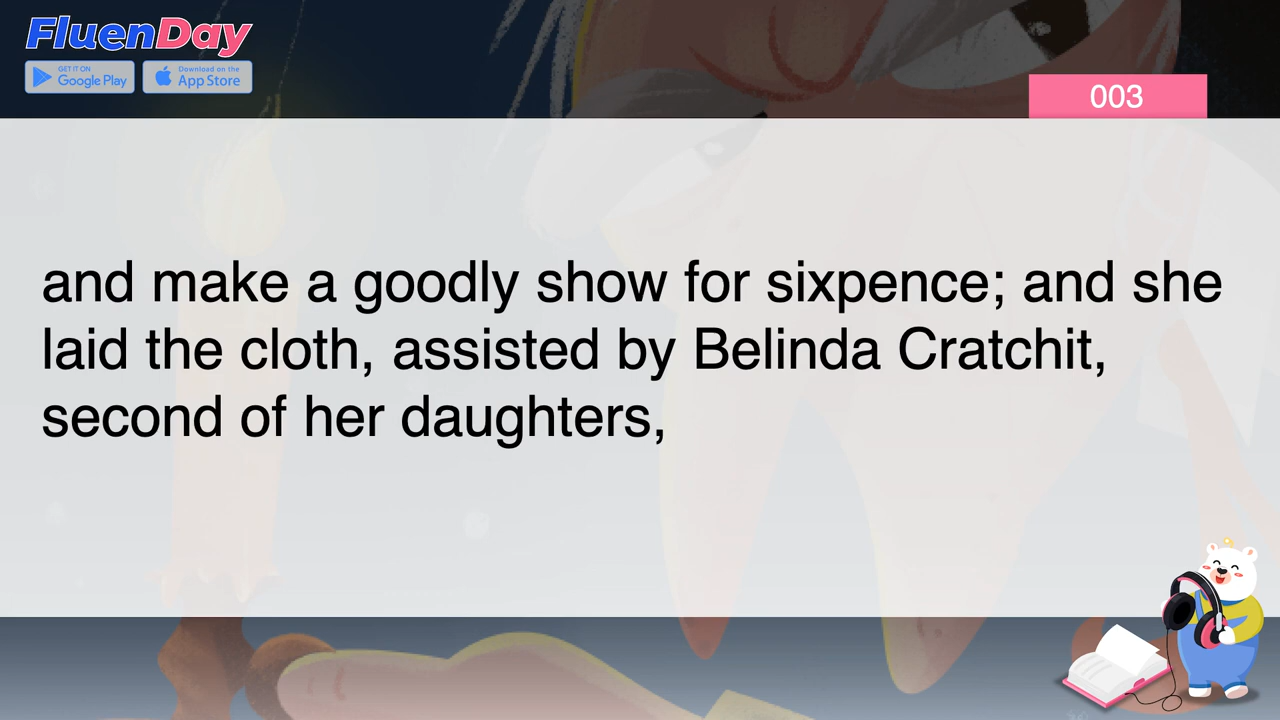 FluenDay
GET IT ON
Google Play
Download on the
App Store
003
and make a goodly show for sixpence; and she
laid the cloth, assisted by Belinda Cratchit,
second of her daughters,